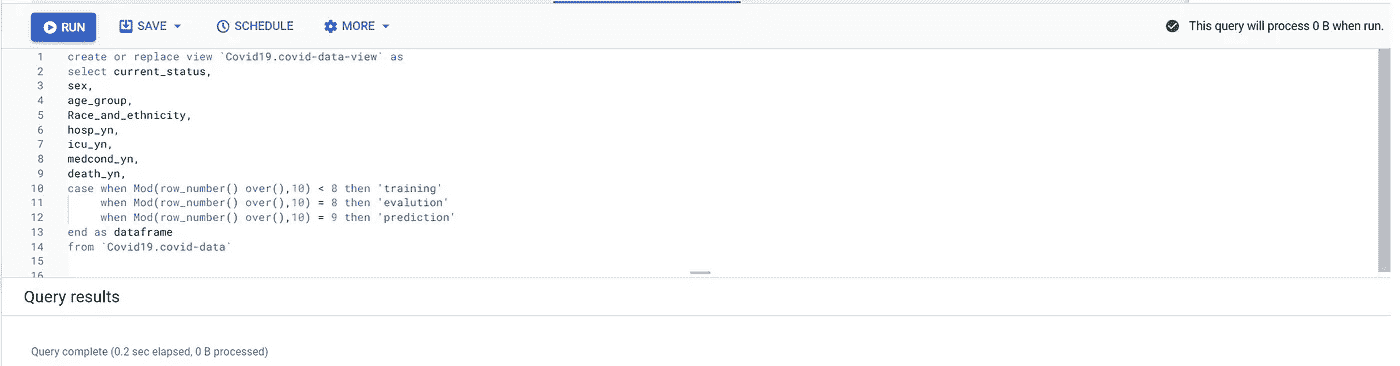 RUN SAVE SCHEDULE MORE This query will process 0 B when run.
1 create or replace view `Covid19.covid-data-view` as
2 select current_status,
3 sex,
4 age_group,
5 Race_and_ethnicity,
6 hosp_yn,
7 icu_yn,
8 medcond_yn,
9 death_yn,
10 case when Mod(row_number() over(),10) < 8 then 'training'
11 when Mod(row_number() over(),10) = 8 then 'evalution'
12 when Mod(row_number() over(),10) = 9 then 'prediction'
13 end as dataframe
14 from `Covid19.covid-data`
15
16
Query results
Query complete (0.2 sec elapsed, 0 B processed)